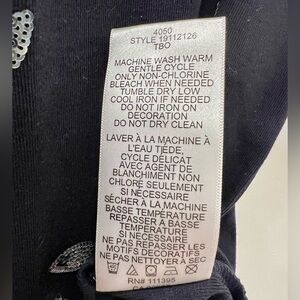 4050
STYLE 19112126
TBO
MACHINE WASH WARM
GENTLE CYCLE
ONLY NON-CHLORINE
BLEACH WHEN NEEDED
TUMBLE DRY LOW
COOL IRON IF NEEDED
DO NOT IRON ON
DECORATION
DO NOT DRY CLEAN
LAVER À LA MACHINE À
L'EAU TIÈDE,
CYCLE DÉLICAT
AVEC AGENT DE
BLANCHIMENT NON
CHLORÉ SEULEMENT
SI NÉCESSAIRE
SÉCHER À LA MACHINE
BASSE TEMPÉRATURE
REPASSER À BASSE
TEMPÉRATURE
SI NÉCESSAIRE
NE PAS REPASSER LES
MOTIFS DÉCORATIFS
NE PAS NETTOYER À SEC
RN# 111395